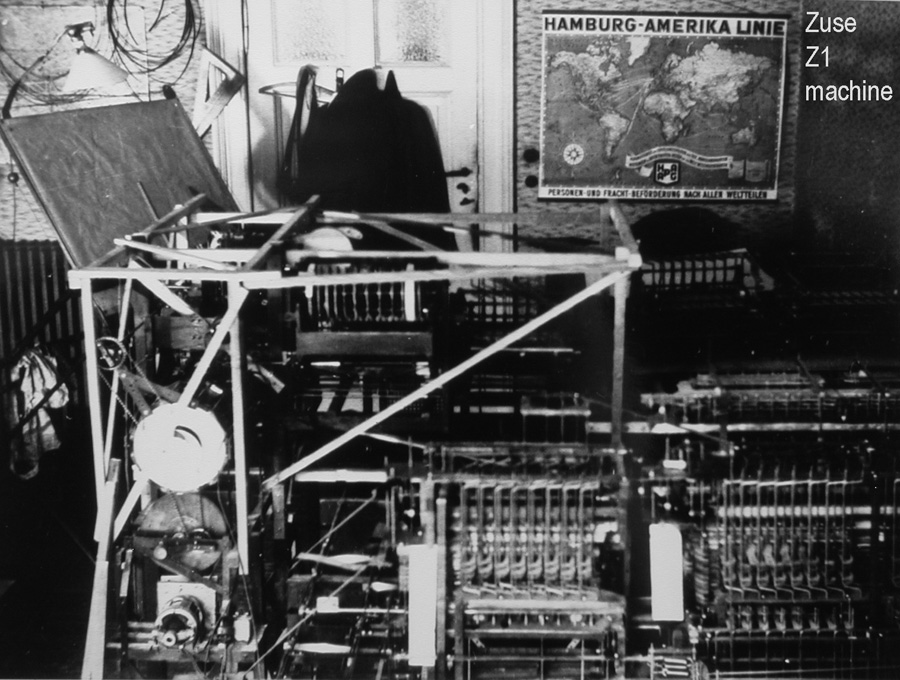 HAMBURG-AMERIKA LINIE
Zuse
Z1
machine
PERSONEN-UND FRACHT-BEFÖRDERUNG NACH ALLEN WELTTEILEN